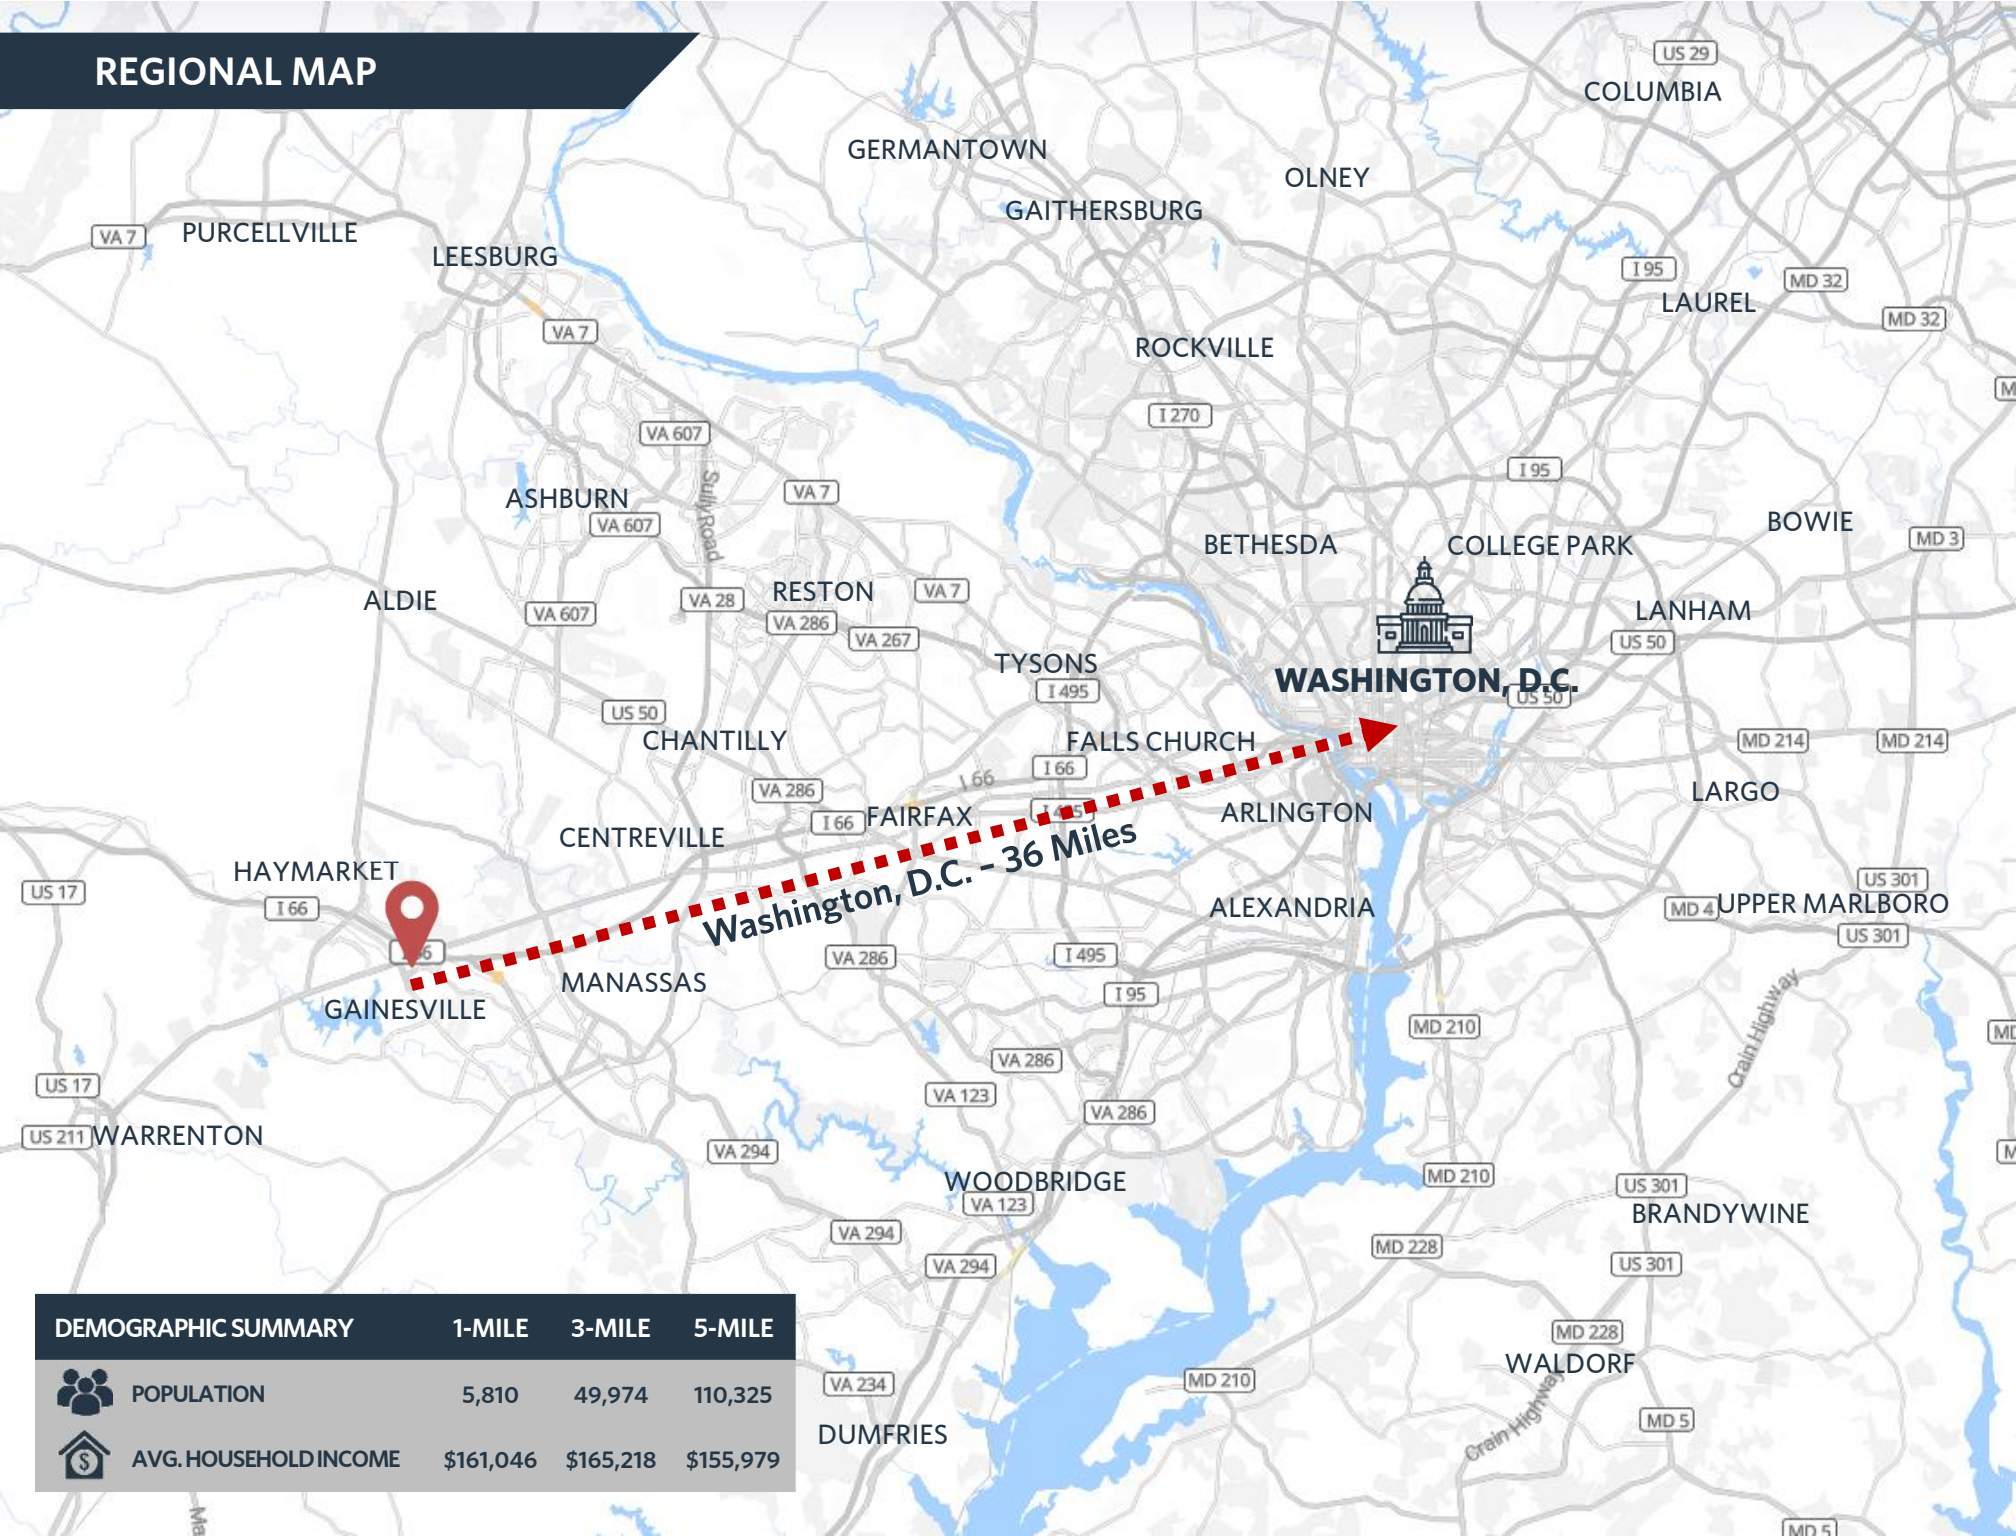 REGIONAL MAP
US 29
COLUMBIA
GERMANTOWN
OLNEY
GAITHERSBURG
VA 7
PURCELLVILLE
LEESBURG
I 95
MD 32
LAUREL
MD 32
VA 7
ROCKVILLE
I 270
VA 607
I 95
Sully Road
VA 7
ASHBURN
VA 607
BOWIE
MD 3
BETHESDA
COLLEGE PARK
ALDIE
VA 607
VA 28
RESTON
VA 7
VA 286
VA 267
LANHAM
US 50
TYSONS
I 495
WASHINGTON, D.C.
US 50
US 50
CHANTILLY
FALLS CHURCH
MD 214
MD 214
I 66
I 66
VA 286
LARGO
I 66
FAIRFAX
I 495
ARLINGTON
CENTREVILLE
Washington, D.C. - 36 Miles
HAYMARKET
US 17
I 66
US 301
ALEXANDRIA
MD 4
UPPER MARLBORO
US 301
I 66
VA 286
I 495
MANASSAS
I 95
GAINESVILLE
MD 210
Crain Highway
VA 286
US 17
VA 123
VA 286
US 211
WARRENTON
VA 294
WOODBRIDGE
MD 210
US 301
VA 123
BRANDYWINE
VA 294
MD 228
VA 294
US 301
DEMOGRAPHIC SUMMARY 1-MILE 3-MILE 5-MILE
POPULATION 5,810 49,974 110,325
AVG. HOUSEHOLD INCOME $161,046 $165,218 $155,979
MD 228
WALDORF
VA 234
MD 210
Crain Highway
MD 5
DUMFRIES
MD 5